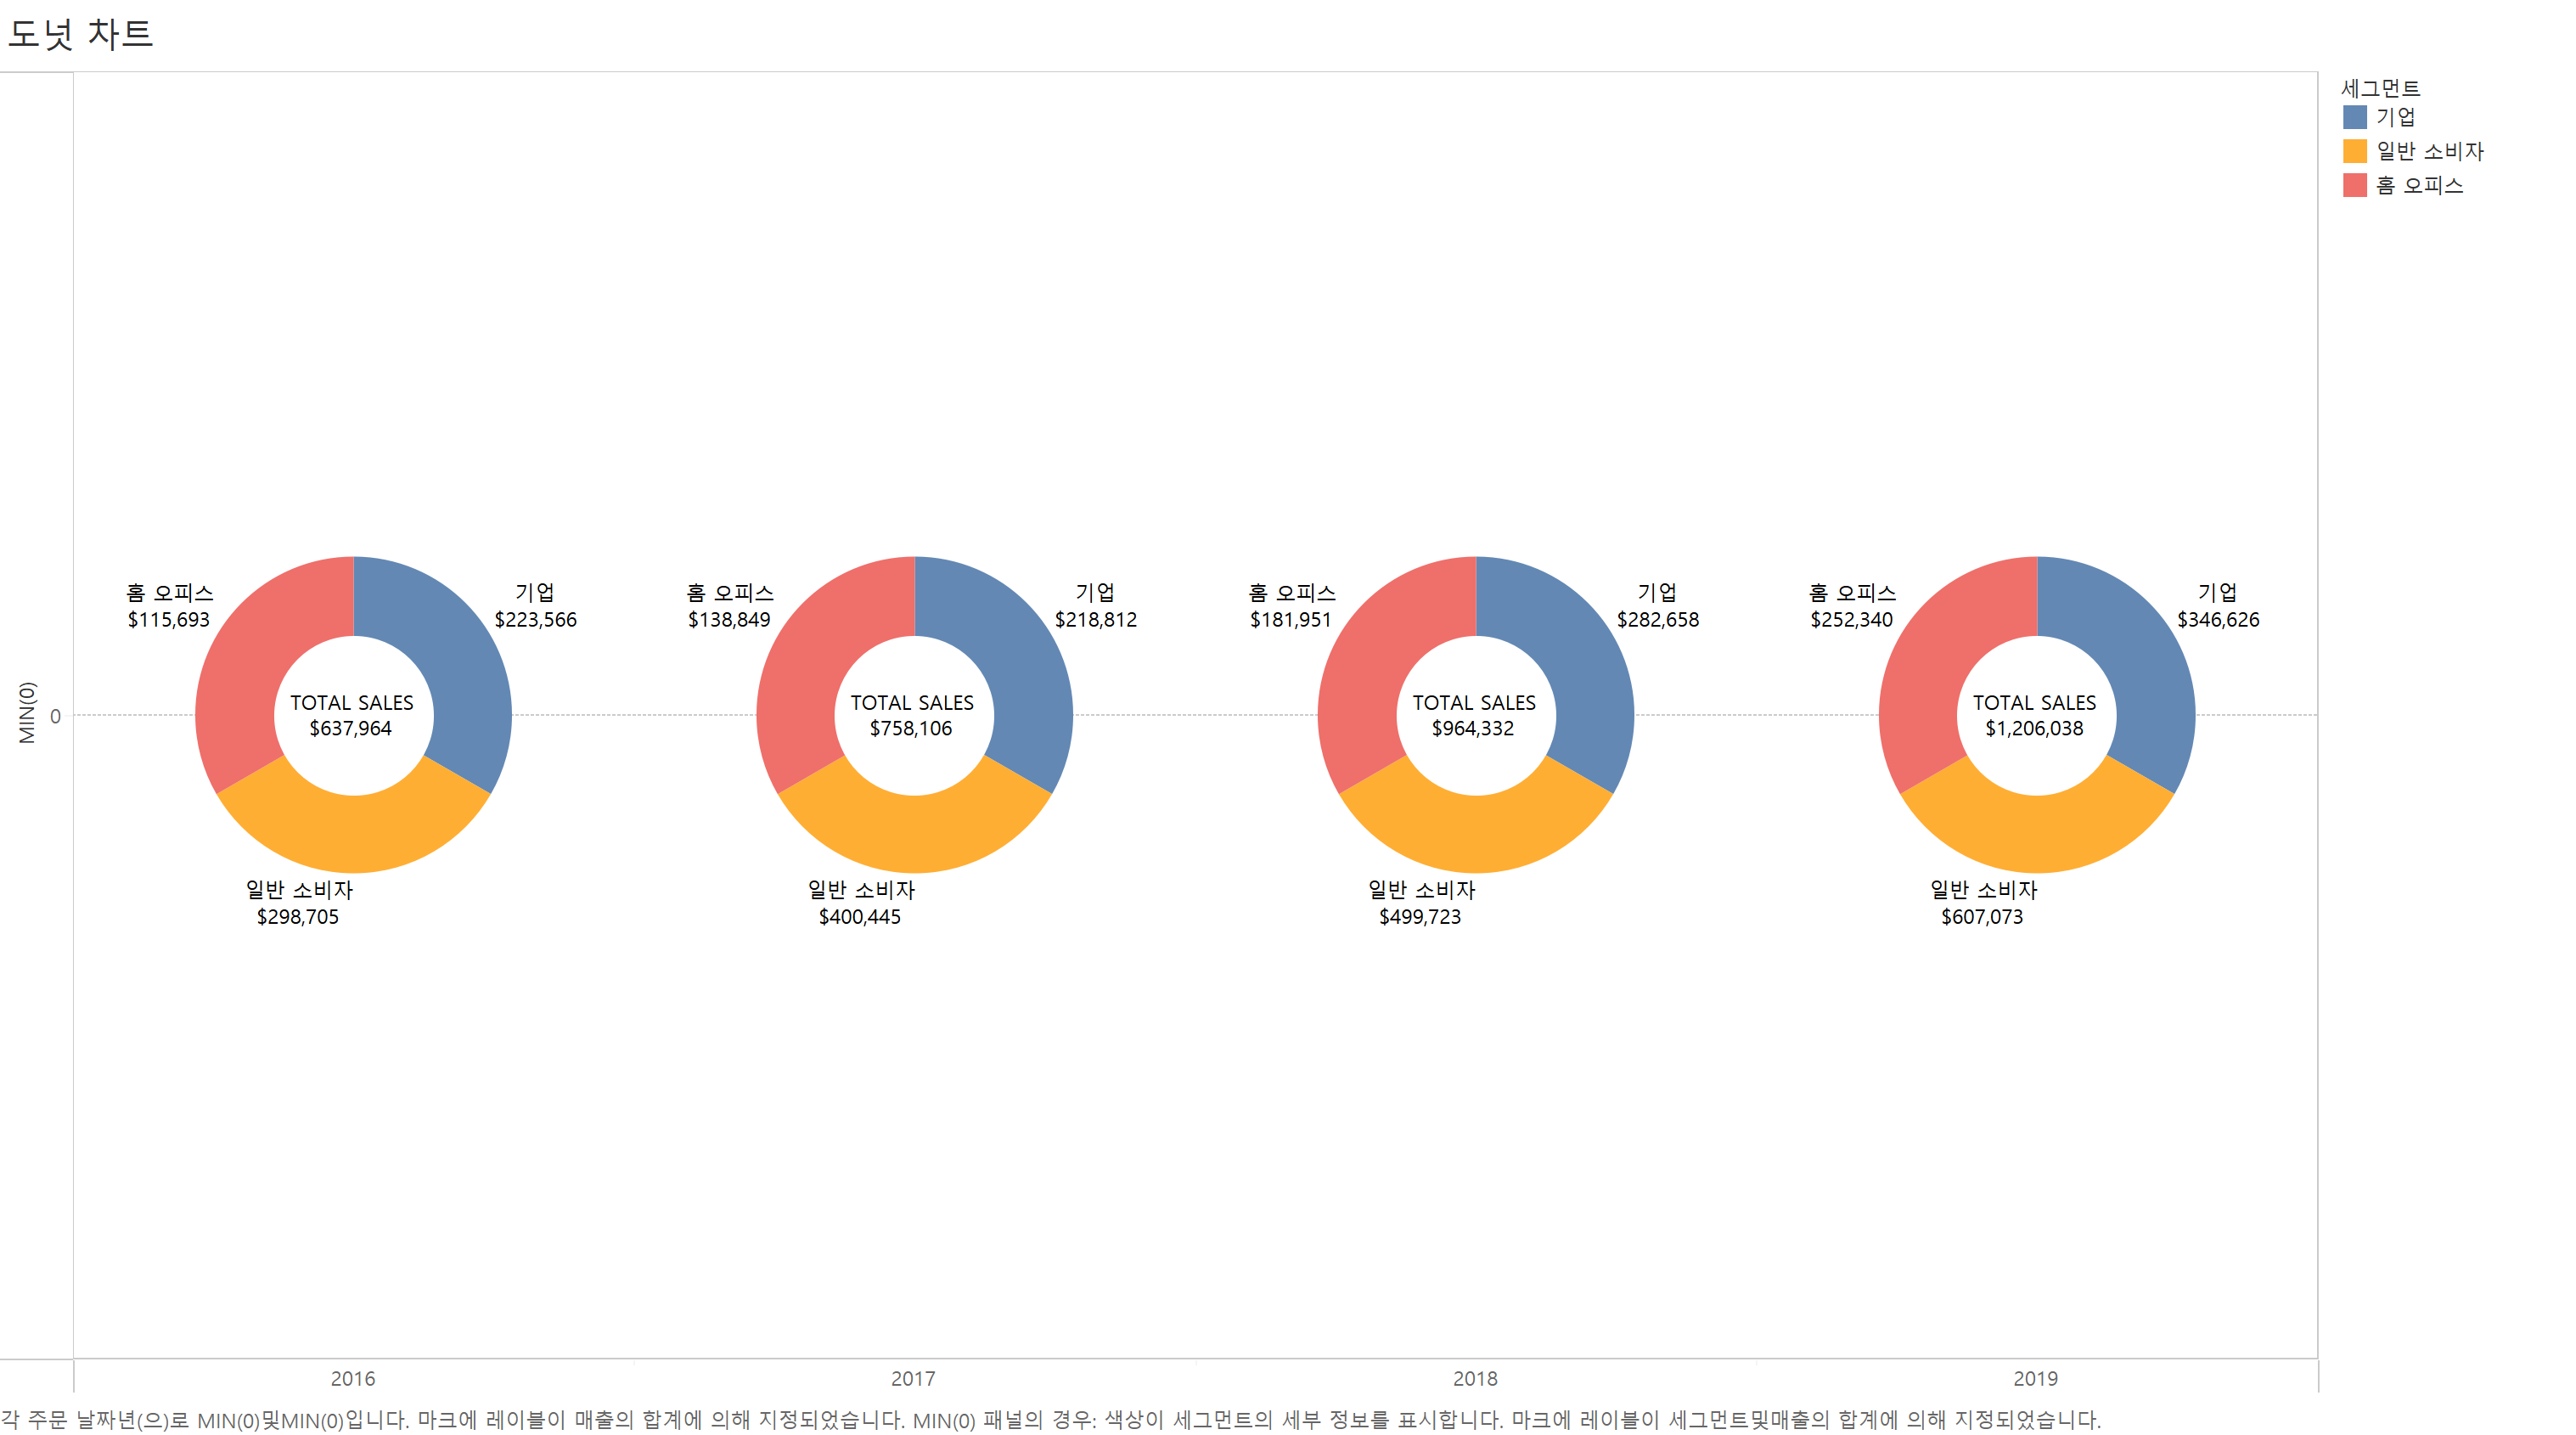 도넛 차트
세그먼트
기업
일반 소비자
홈 오피스
MIN(0)
0
홈 오피스
$115,693
기업
$223,566
TOTAL SALES
$637,964
일반 소비자
$298,705
홈 오피스
$138,849
기업
$218,812
TOTAL SALES
$758,106
일반 소비자
$400,445
홈 오피스
$181,951
기업
$282,658
TOTAL SALES
$964,332
일반 소비자
$499,723
홈 오피스
$252,340
기업
$346,626
TOTAL SALES
$1,206,038
일반 소비자
$607,073
2016
2017
2018
2019
각 주문 날짜년(으)로 MIN(0)및MIN(0)입니다. 마크에 레이블이 매출의 합계에 의해 지정되었습니다. MIN(0) 패널의 경우: 색상이 세그먼트의 세부 정보를 표시합니다. 마크에 레이블이 세그먼트및매출의 합계에 의해 지정되었습니다.